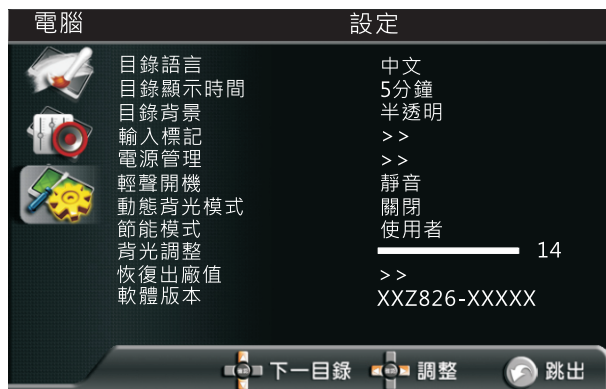 電腦 設定
目錄語言 中文
目錄顯示時間 5分鐘
目錄背景 半透明
輸入標記 >>
電源管理 >>
輕聲開機 靜音
動態背光模式 關閉
節能模式 使用者
背光調整 14
恢復出廠值 >>
軟體版本 XXZ826-XXXXX
下一目錄 調整 跳出